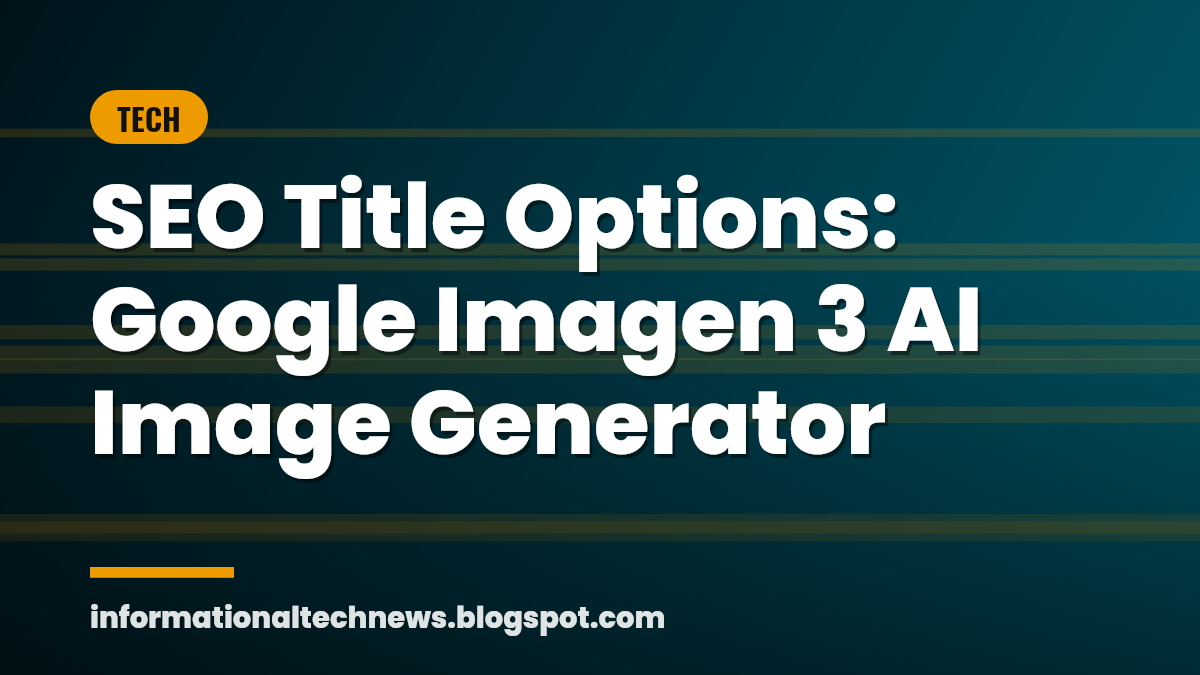 TECH
SEO Title Options:
Google Imagen 3 AI
Image Generator
informationaltechnews.blogspot.com